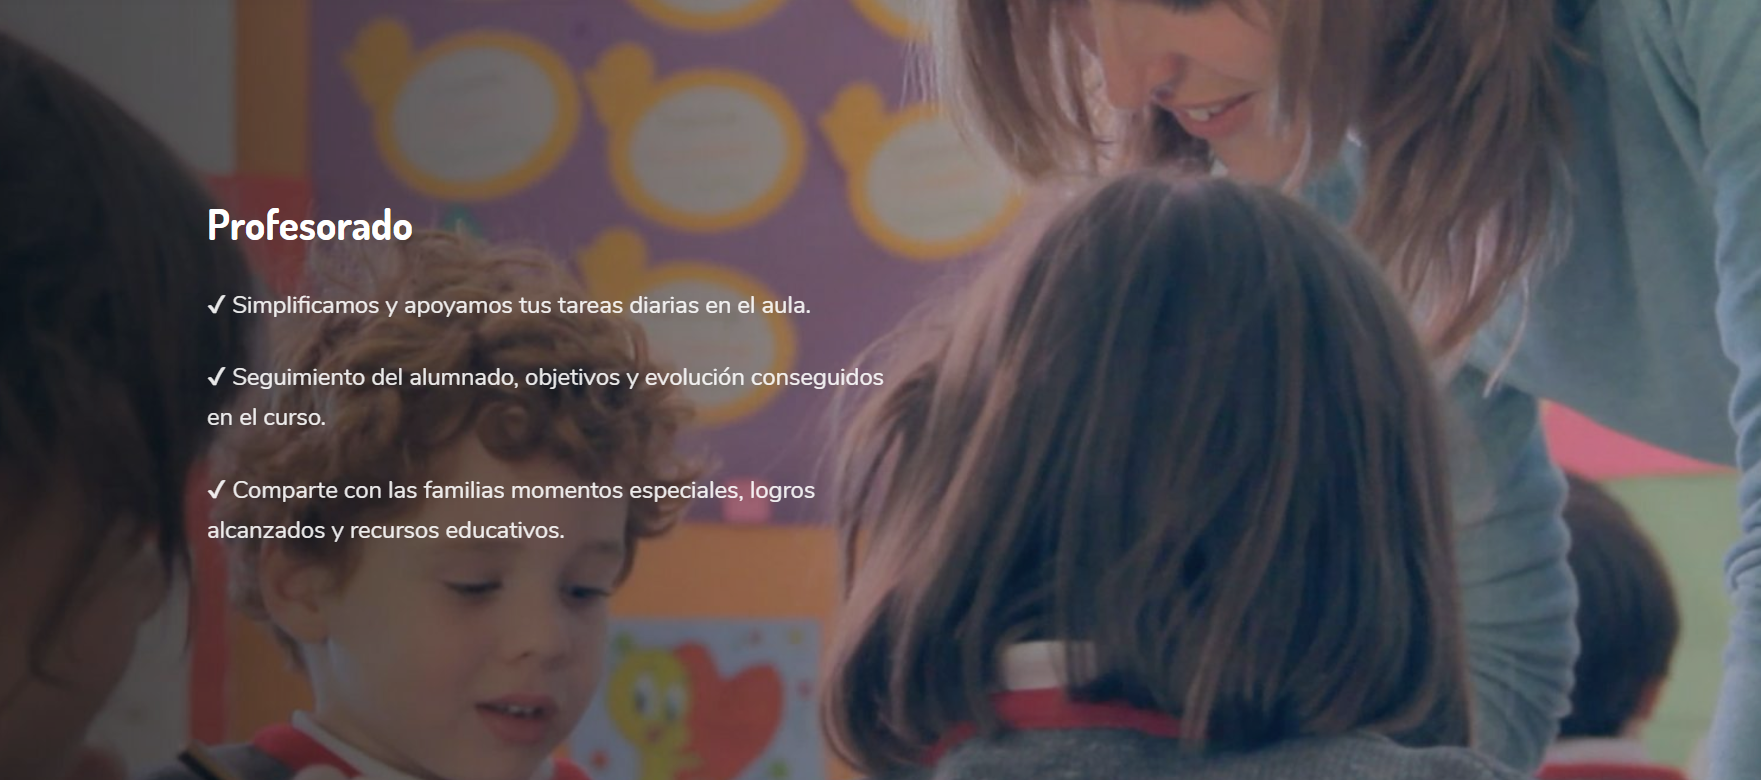 Profesorado
✓ Simplificamos y apoyamos tus tareas diarias en el aula.
✓ Seguimiento del alumnado, objetivos y evolución conseguidos
en el curso.
✓ Comparte con las familias momentos especiales, logros
alcanzados y recursos educativos.